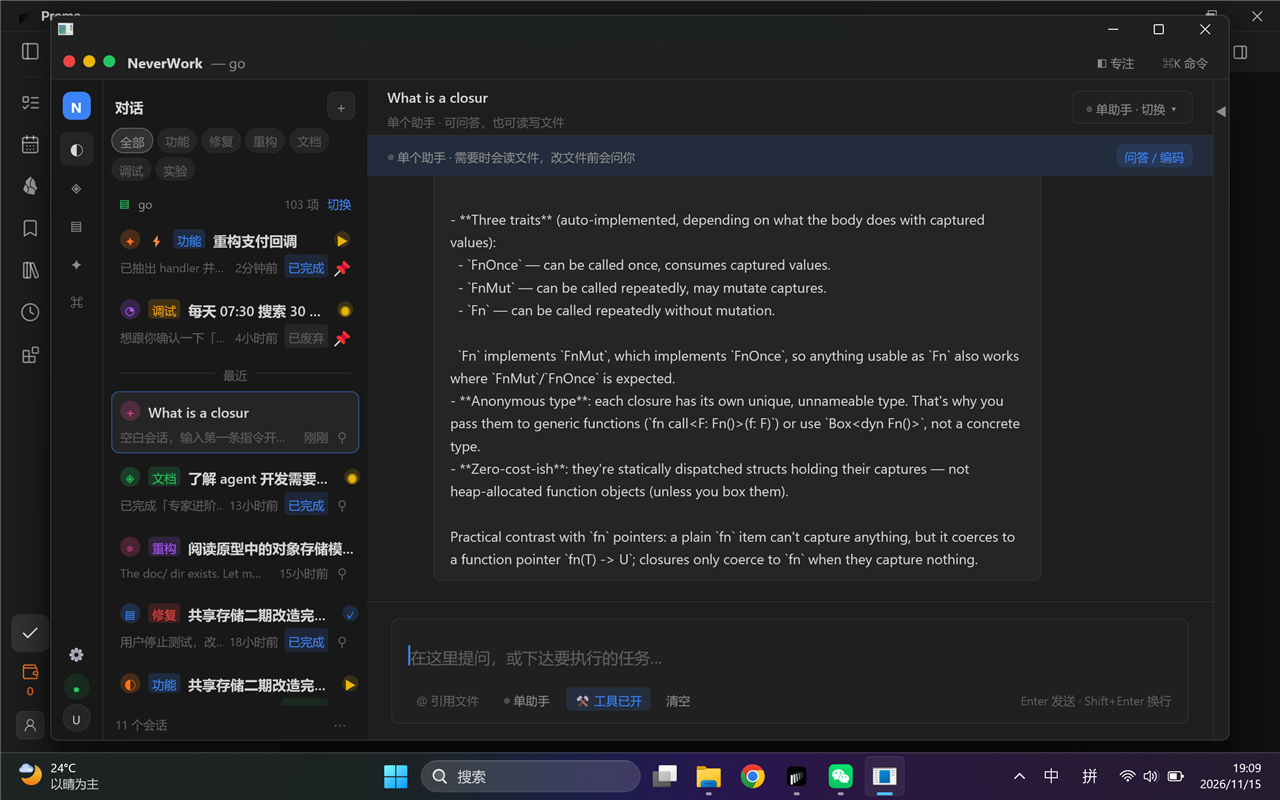 NeverWork — go
专注
⌘K 命令
N
对话
+
全部
功能
修复
重构
文档
调试
实验
go
103 项
切换
功能
重构支付回调
已抽出 handler 并...
2分钟前
已完成
调试
每天 07:30 搜索 30 ...
想跟你确认一下「...
4小时前
已废弃
最近
What is a closur
空白会话，输入第一条指令开...
刚刚
文档
了解 agent 开发需要...
已完成「专家进阶...
13小时前
已完成
重构
阅读原型中的对象存储模...
The doc/ dir exists. Let m...
15小时前
修复
共享存储二期改造完...
用户停止测试，改...
18小时前
已完成
功能
共享存储二期改造完...
11 个会话
...
0
U
What is a closur
单个助手 · 可问答，也可读写文件
单助手 · 切换
单个助手 · 需要时会读文件，改文件前会问你
问答 / 编码
- **Three traits** (auto-implemented, depending on what the body does with captured
values):
- `FnOnce` — can be called once, consumes captured values.
- `FnMut` — can be called repeatedly, may mutate captures.
- `Fn` — can be called repeatedly without mutation.
`Fn` implements `FnMut`, which implements `FnOnce`, so anything usable as `Fn` also works
where `FnMut`/`FnOnce` is expected.
- **Anonymous type**: each closure has its own unique, unnameable type. That's why you
pass them to generic functions (`fn call<F: Fn()>(f: F)`) or use `Box<dyn Fn()>`, not a concrete
type.
- **Zero-cost-ish**: they're statically dispatched structs holding their captures — not
heap-allocated function objects (unless you box them).
Practical contrast with `fn` pointers: a plain `fn` item can't capture anything, but it coerces to
a function pointer `fn(T) -> U`; closures only coerce to `fn` when they capture nothing.
在这里提问，或下达要执行的任务...
@ 引用文件
单助手
工具已开
清空
Enter 发送 · Shift+Enter 换行
24°C
以晴为主
搜索
中
拼
19:09
2026/11/15